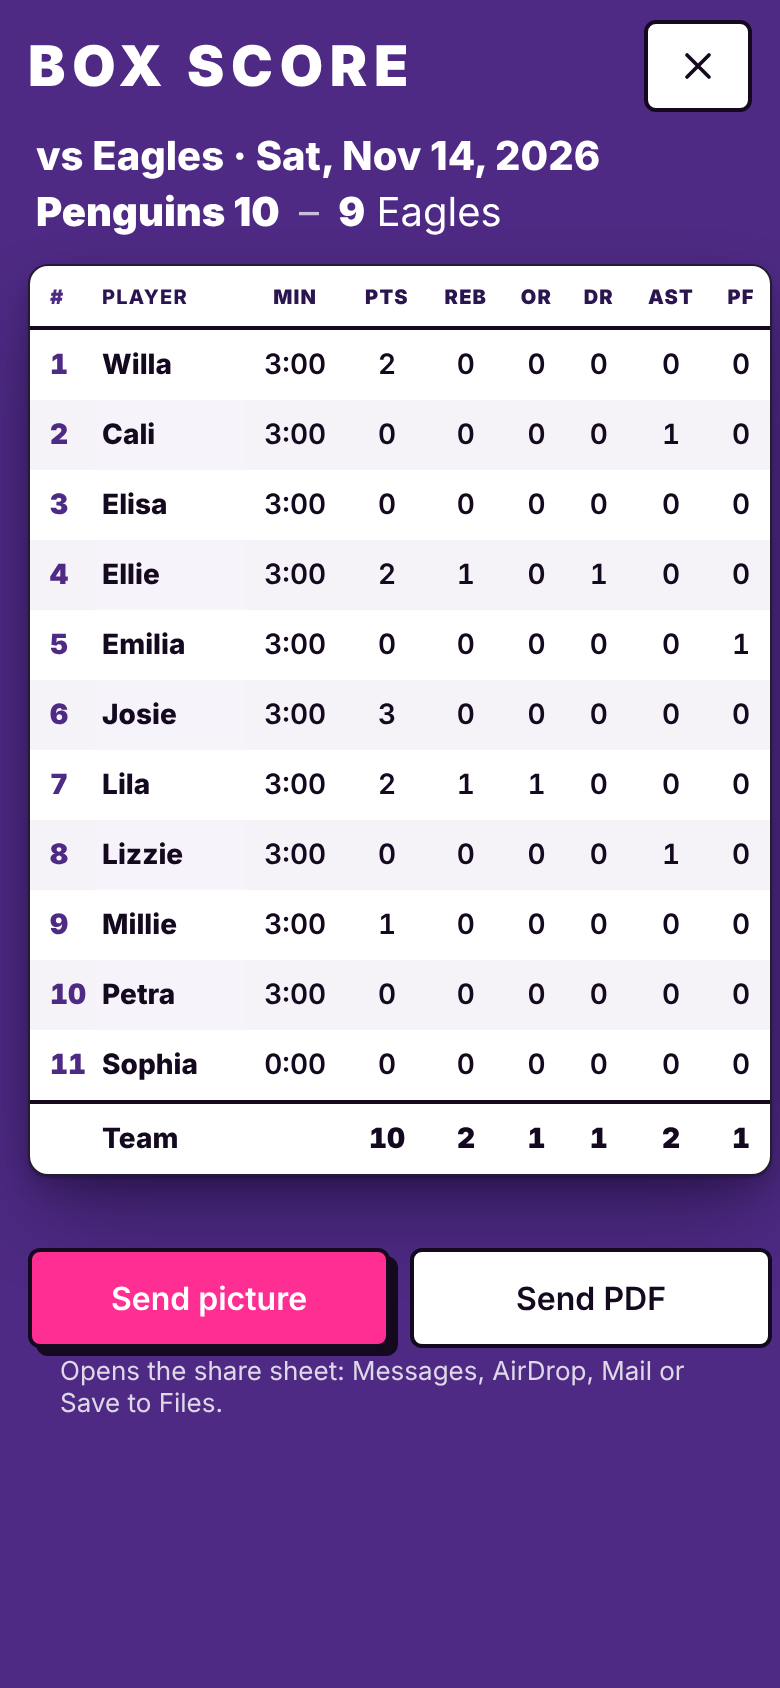 BOX SCORE
vs Eagles · Sat, Nov 14, 2026
Penguins 10 – 9 Eagles
# PLAYER MIN PTS REB OR DR AST PF
1 Willa 3:00 2 0 0 0 0 0
2 Cali 3:00 0 0 0 0 1 0
3 Elisa 3:00 0 0 0 0 0 0
4 Ellie 3:00 2 1 0 1 0 0
5 Emilia 3:00 0 0 0 0 0 1
6 Josie 3:00 3 0 0 0 0 0
7 Lila 3:00 2 1 1 0 0 0
8 Lizzie 3:00 0 0 0 0 1 0
9 Millie 3:00 1 0 0 0 0 0
10 Petra 3:00 0 0 0 0 0 0
11 Sophia 0:00 0 0 0 0 0 0
Team 10 2 1 1 2 1
Send picture Send PDF
Opens the share sheet: Messages, AirDrop, Mail or
Save to Files.